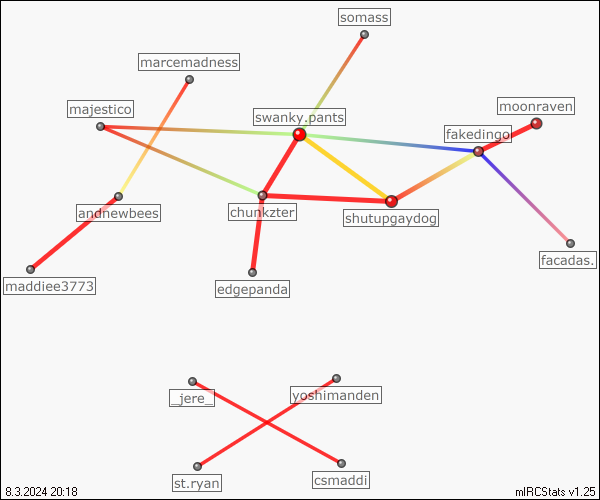 somass
marcemadness
majestico
swanky.pants
moonraven
fakedingo
andnewbees
chunkzter
shutupgaydog
facadas.
maddiee3773
edgepanda
_jere_
yoshimanden
st.ryan
csmaddi
8.3.2024 20:18
mIRCStats v1.25